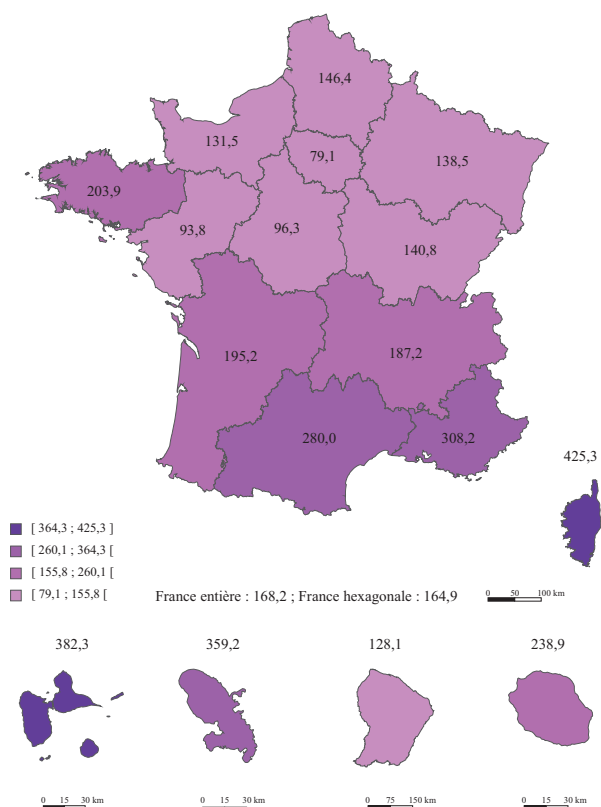 146,4
131,5
79,1
138,5
203,9
93,8
96,3
140,8
195,2
187,2
280,0
308,2
425,3
[ 364,3 ; 425,3 ]
[ 260,1 ; 364,3 [
[ 155,8 ; 260,1 [
[ 79,1 ; 155,8 [
France entière : 168,2 ; France hexagonale : 164,9
0 50 100 km
382,3
359,2
128,1
238,9
0 15 30 km
0 15 30 km
0 75 150 km
0 15 30 km